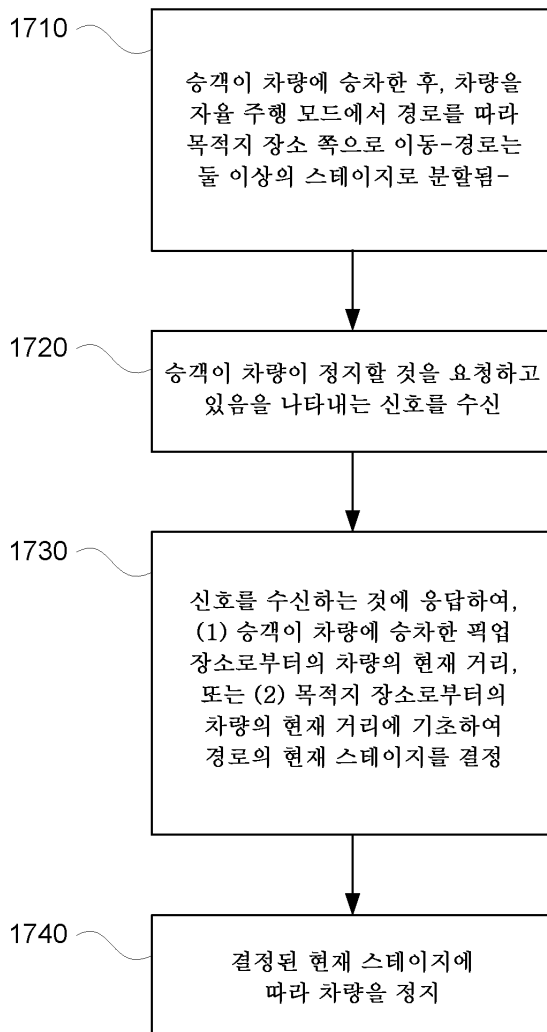 1710
승객이 차량에 승차한 후, 차량을
자율 주행 모드에서 경로를 따라
목적지 장소 쪽으로 이동-경로는
둘 이상의 스테이지로 분할됨-
1720
승객이 차량이 정지할 것을 요청하고
있음을 나타내는 신호를 수신
1730
신호를 수신하는 것에 응답하여,
(1) 승객이 차량에 승차한 픽업
장소로부터의 차량의 현재 거리,
또는 (2) 목적지 장소로부터의
차량의 현재 거리에 기초하여
경로의 현재 스테이지를 결정
1740
결정된 현재 스테이지에
따라 차량을 정지